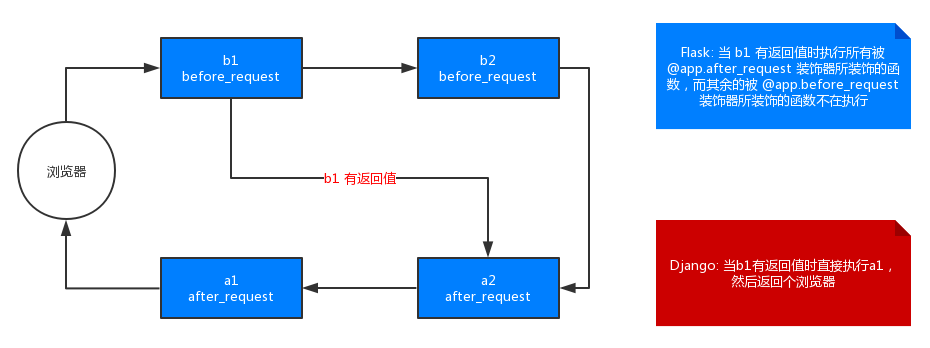 b1
before_request
b2
before_request
Flask: 当 b1 有返回值时执行所有被
@app.after_request 装饰器所装饰的函
数，而其余的被 @app.before_request
装饰器所装饰的函数不在执行
浏览器
b1 有返回值
a1
after_request
a2
after_request
Django: 当b1有返回值时直接执行a1，
然后返回个浏览器